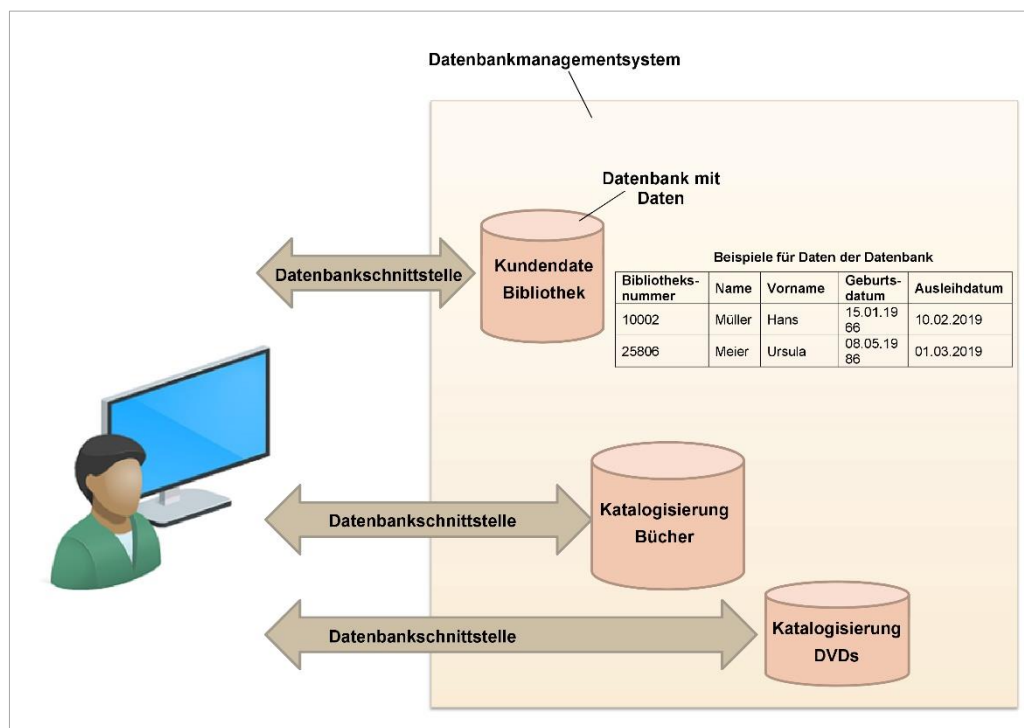 Datenbankmanagementsystem
Datenbank mit
Daten
Kundendate
Bibliothek
Datenbankschnittstelle
Beispiele für Daten der Datenbank
Bibliotheks-
nummer Name Vorname Geburts-
datum Ausleihdatum
10002 Müller Hans 15.01.19
66 10.02.2019
25806 Meier Ursula 08.05.19
86 01.03.2019
Datenbankschnittstelle
Katalogisierung
Bücher
Datenbankschnittstelle
Katalogisierung
DVDs